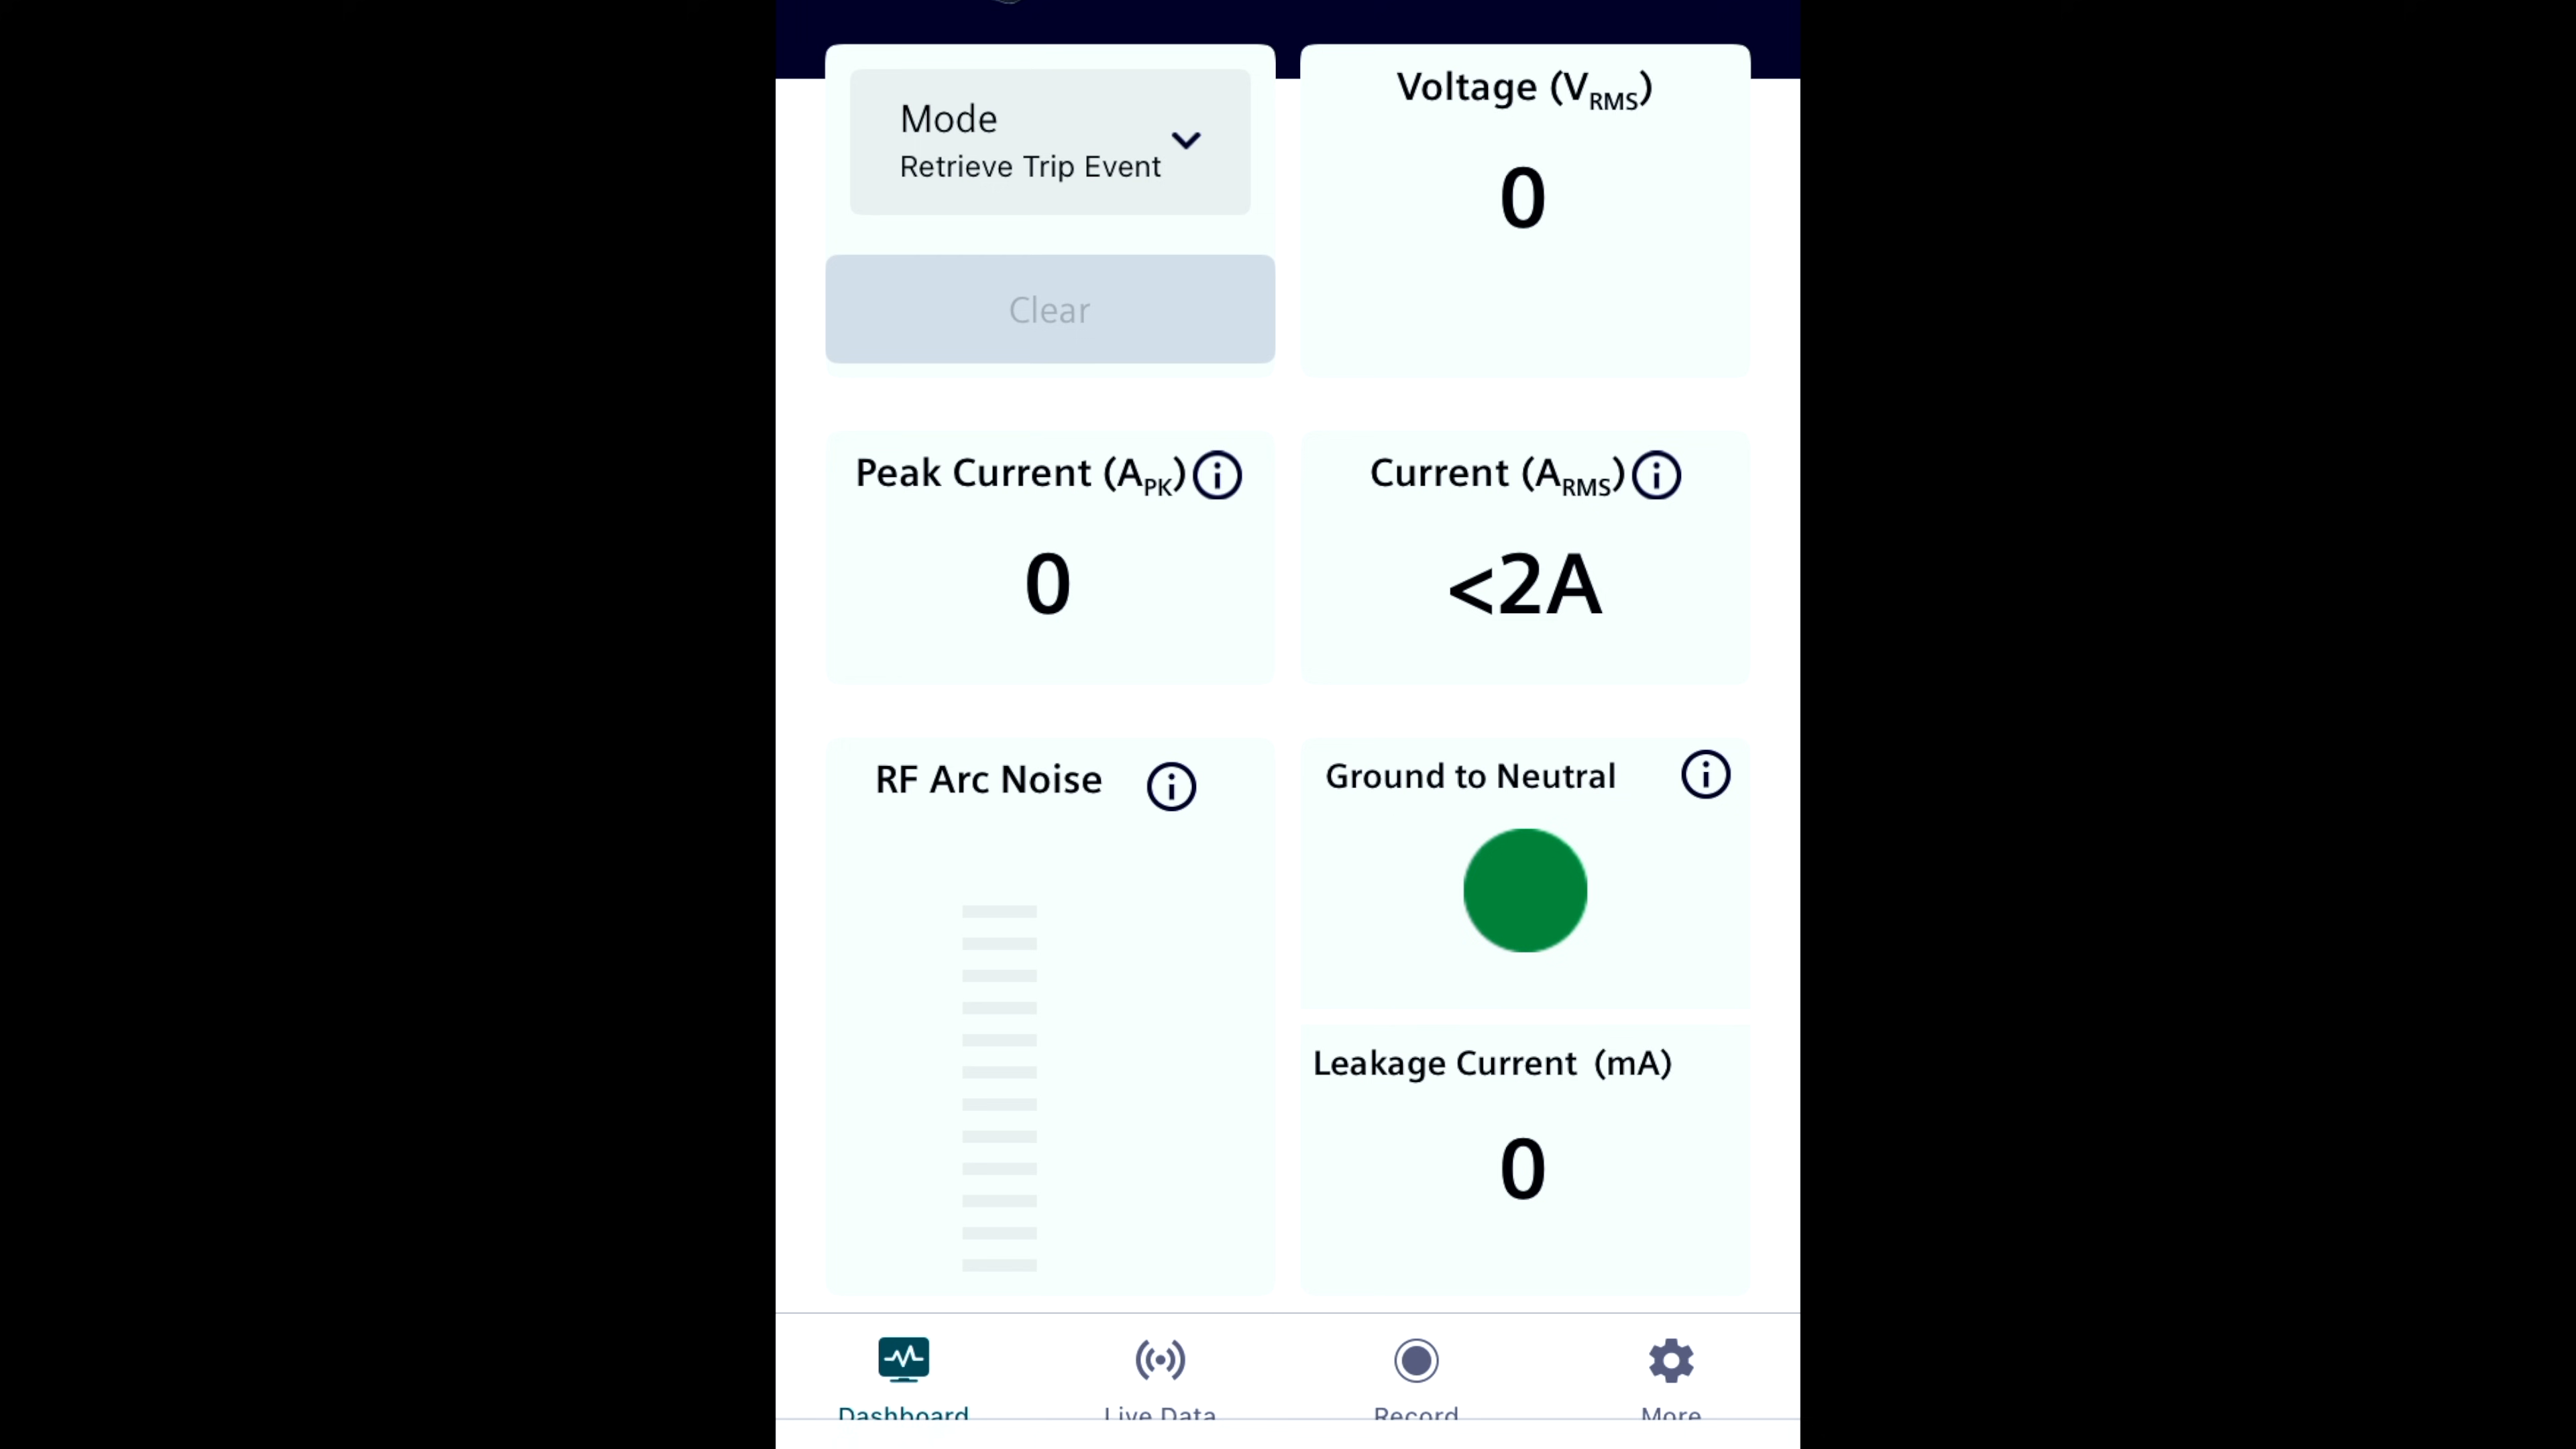 Mode
Retrieve Trip Event
Clear
Voltage (VRMS)
0
Peak Current (APK)
0
Current (ARMS)
<2A
RF Arc Noise
Ground to Neutral
Leakage Current (mA)
0
Dashboard
Live Data
Record
More